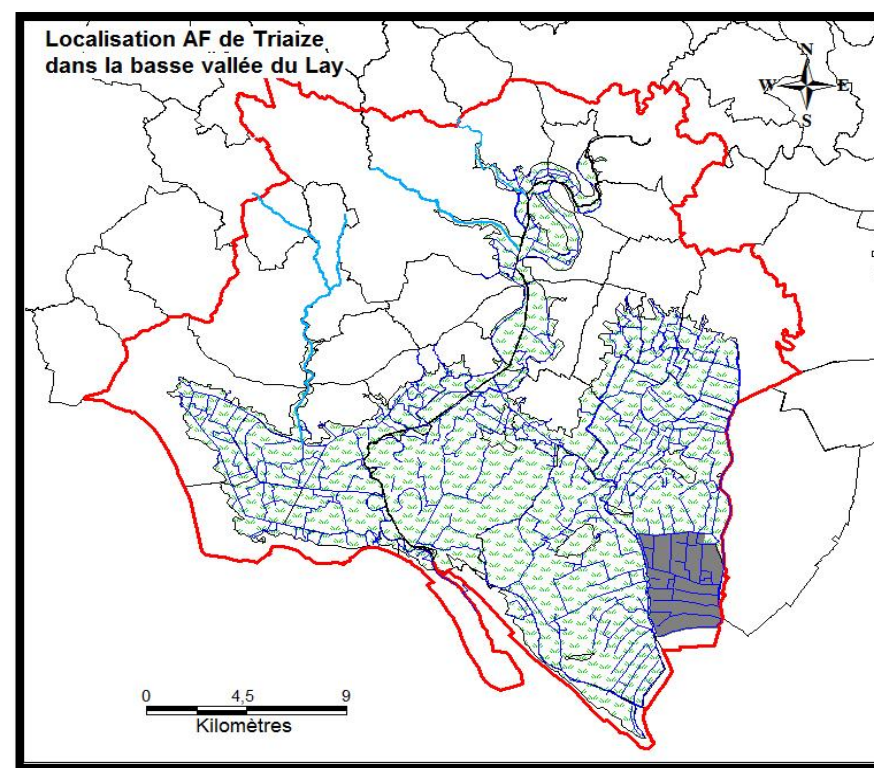 Localisation AF de Triaize
dans la basse vallée du Lay
N
W E
S
0 4,5 9
Kilomètres